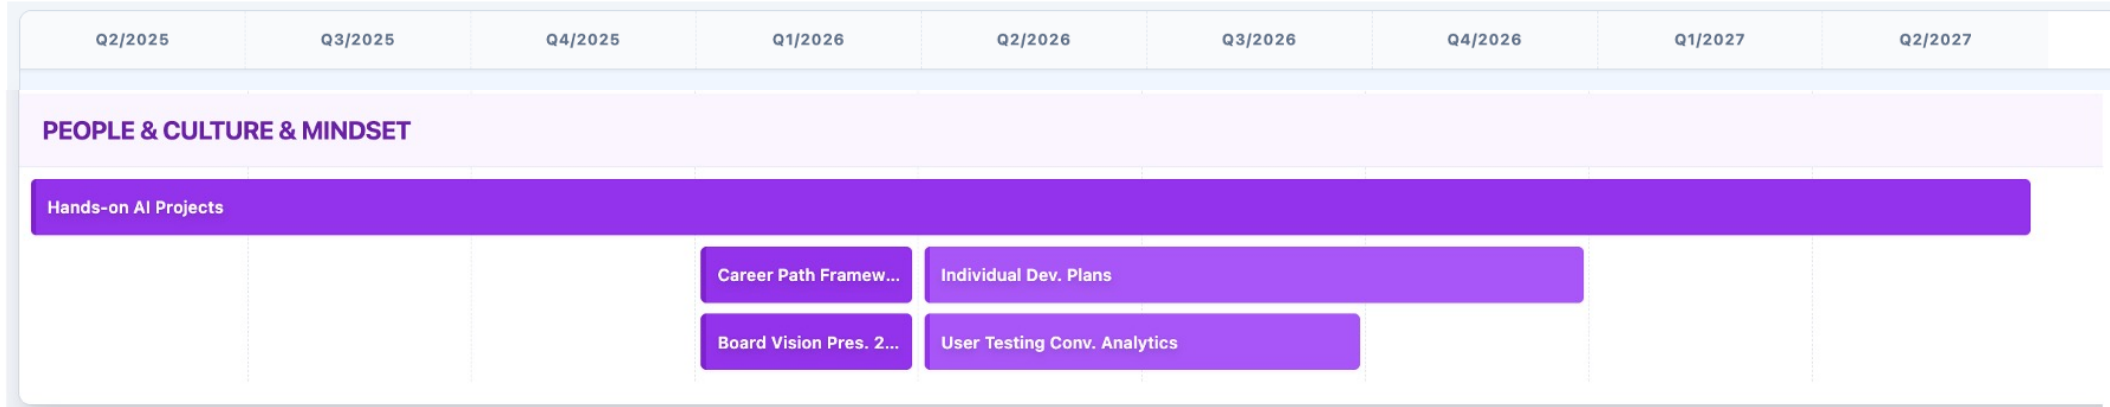 Q2/2025 Q3/2025 Q4/2025 Q1/2026 Q2/2026 Q3/2026 Q4/2026 Q1/2027 Q2/2027
PEOPLE & CULTURE & MINDSET
Hands-on AI Projects
Career Path Framew... Individual Dev. Plans
Board Vision Pres. 2... User Testing Conv. Analytics